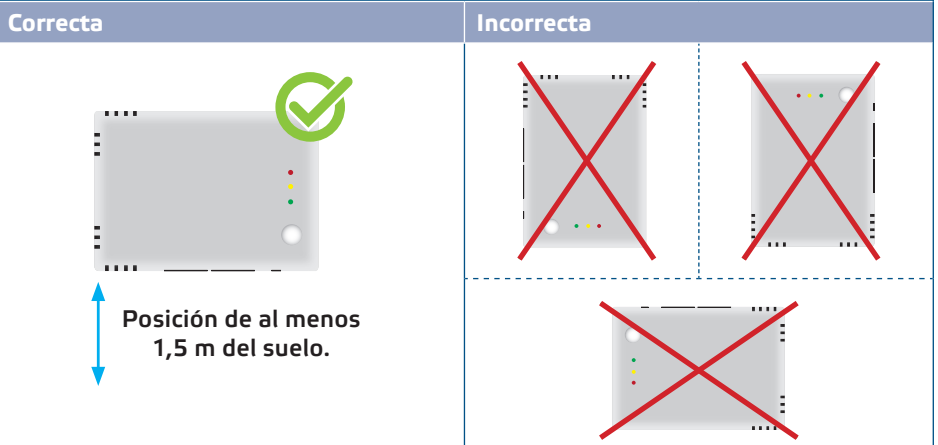 Correcta
Incorrecta
Posición de al menos
1,5 m del suelo.